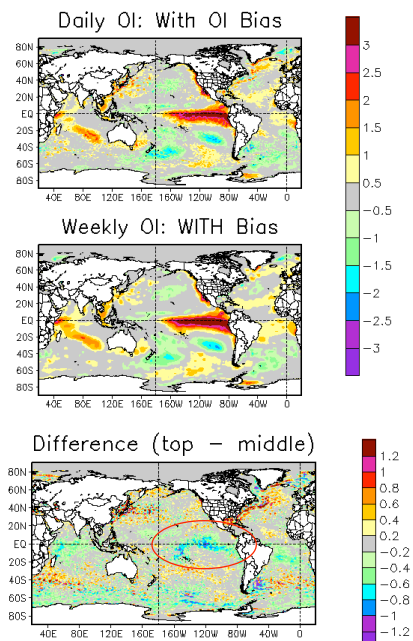 Daily OI: With OI Bias
80N
60N
40N
20N
EQ
20S
40S
60S
80S
40E 80E 120E 160E 160W 120W 80W 40W 0
3
2.5
2
1.5
1
0.5
-0.5
-1
-1.5
-2
-2.5
-3
Weekly OI: WITH Bias
80N
60N
40N
20N
EQ
20S
40S
60S
80S
40E 80E 120E 160E 160W 120W 80W 40W 0
Difference (top - middle)
80N
60N
40N
20N
EQ
20S
40S
60S
80S
40E 80E 120E 160E 160W 120W 80W 40W 0
1.2
1
0.8
0.6
0.4
0.2
-0.2
-0.4
-0.6
-0.8
-1
-1.2